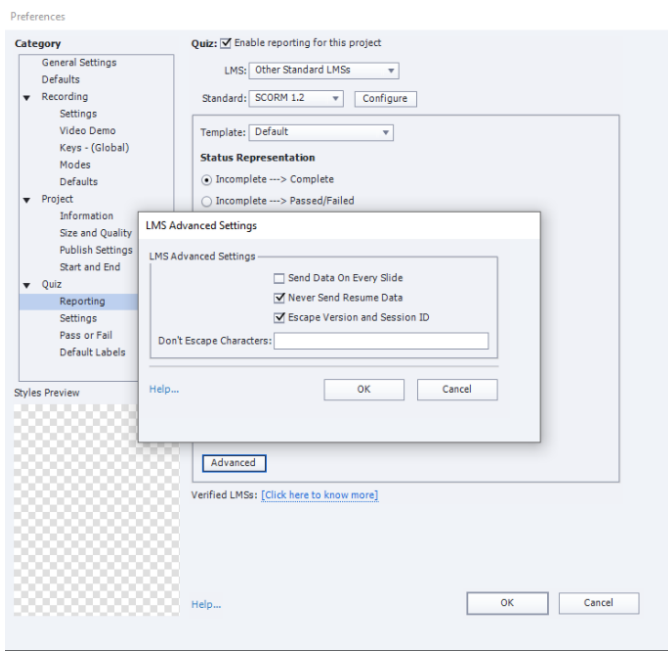 Preferences
Category
General Settings
Defaults
Recording
Settings
Video Demo
Keys - (Global)
Modes
Defaults
Project
Information
Size and Quality
Publish Settings
Start and End
Quiz
Reporting
Settings
Pass or Fail
Default Labels
Styles Preview
Quiz: Enable reporting for this project
LMS: Other Standard LMSs
Standard: SCORM 1.2 Configure
Template: Default
Status Representation
Incomplete ---> Complete
Incomplete ---> Passed/Failed
LMS Advanced Settings
LMS Advanced Settings
Send Data On Every Slide
Never Send Resume Data
Escape Version and Session ID
Don't Escape Characters:
Help... OK Cancel
Advanced
Verified LMSs: [Click here to know more]
Help... OK Cancel